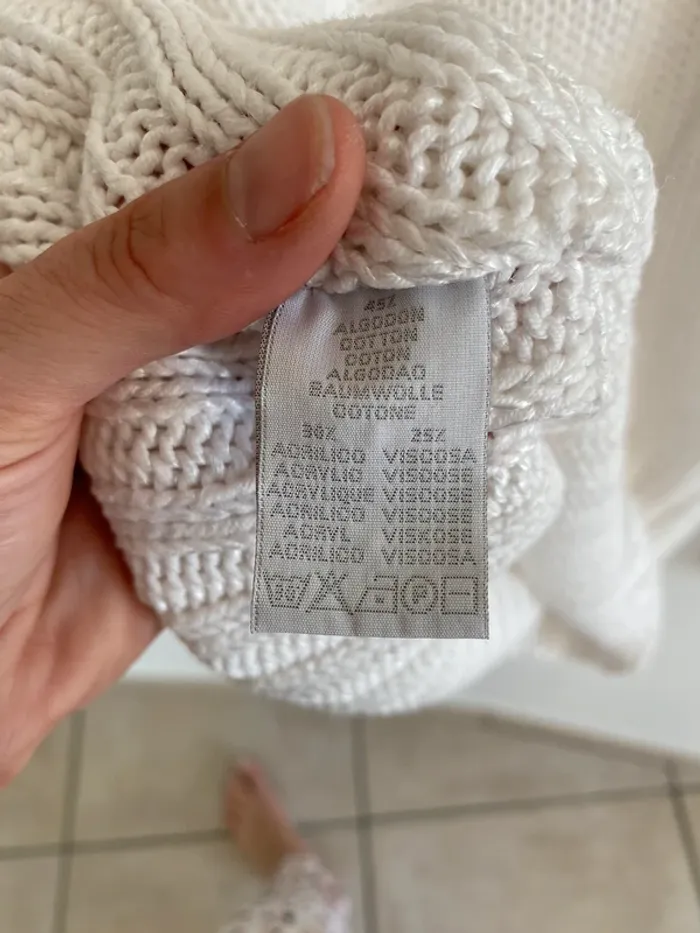 45%
ALGODON
COTTON
COTON
ALGODAO
BAUMWOLLE
COTONE
30% 25%
ACRILICO VISCOSA
ACRYLIC VISCOSE
ACRYLIQUE VISCOSE
ACRILICO VISCOSE
ACRYL VISKOSE
ACRILICO VISCOSA
P